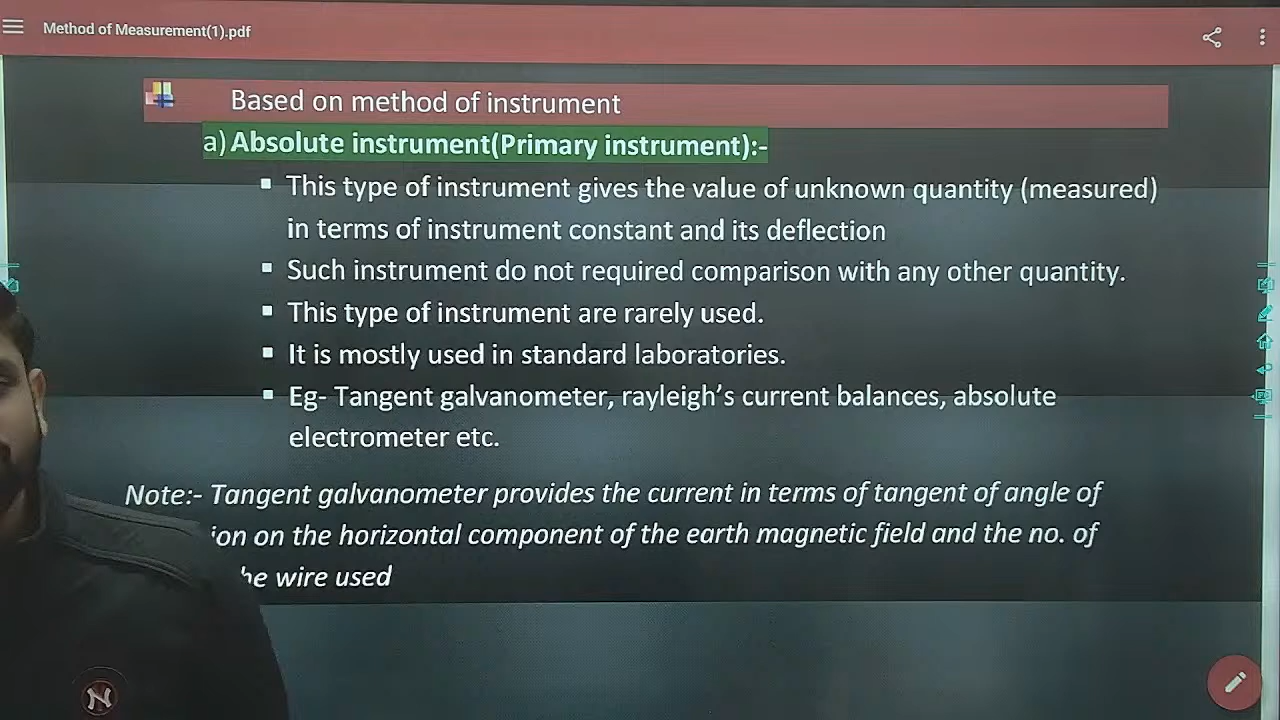 Method of Measurement(1).pdf
Based on method of instrument
a) Absolute instrument(Primary instrument):-
▪ This type of instrument gives the value of unknown quantity (measured)
in terms of instrument constant and its deflection
▪ Such instrument do not required comparison with any other quantity.
▪ This type of instrument are rarely used.
▪ It is mostly used in standard laboratories.
▪ Eg- Tangent galvanometer, rayleigh’s current balances, absolute
electrometer etc.
Note:- Tangent galvanometer provides the current in terms of tangent of angle of
on the horizontal component of the earth magnetic field and the no. of
wire used
N